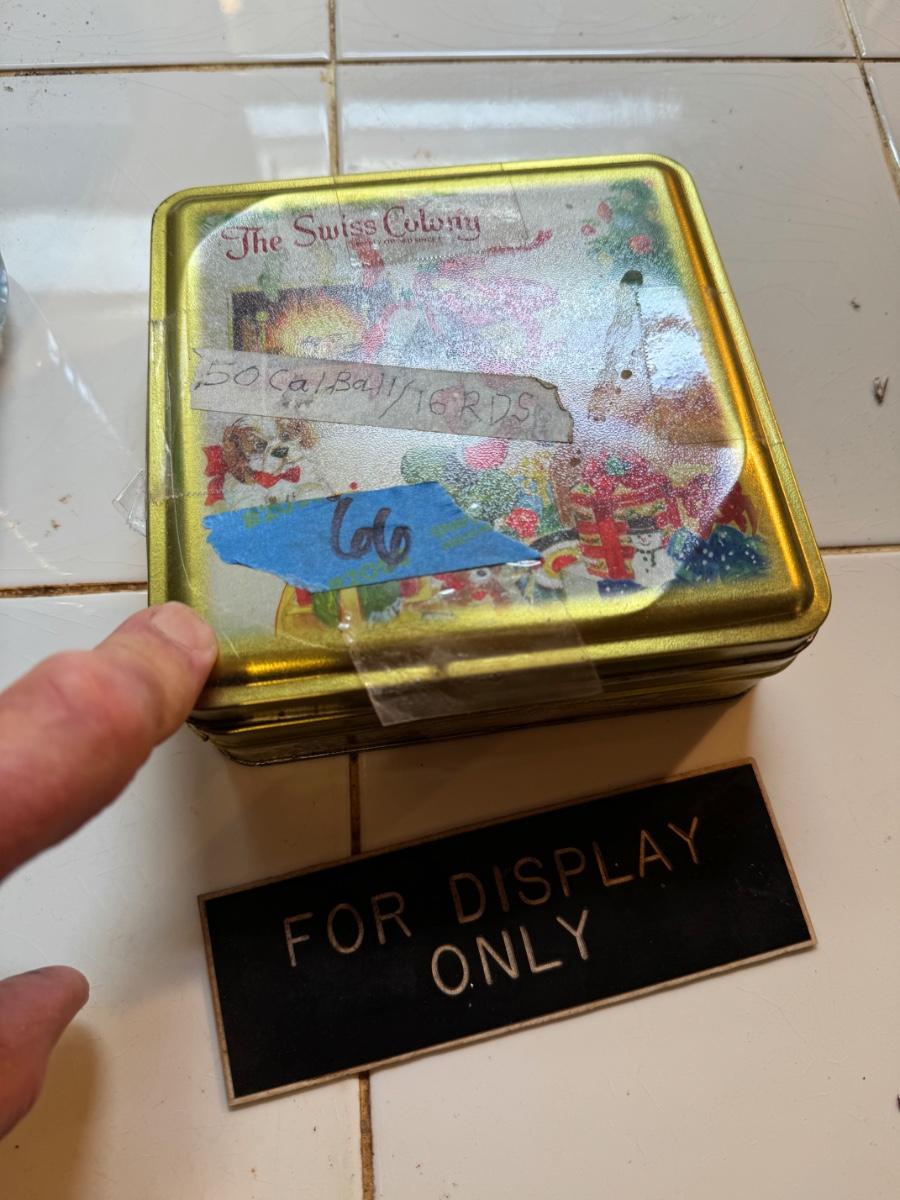 The Swiss Colony
.50 Cal Ball/16 RDS
66
FOR DISPLAY
ONLY